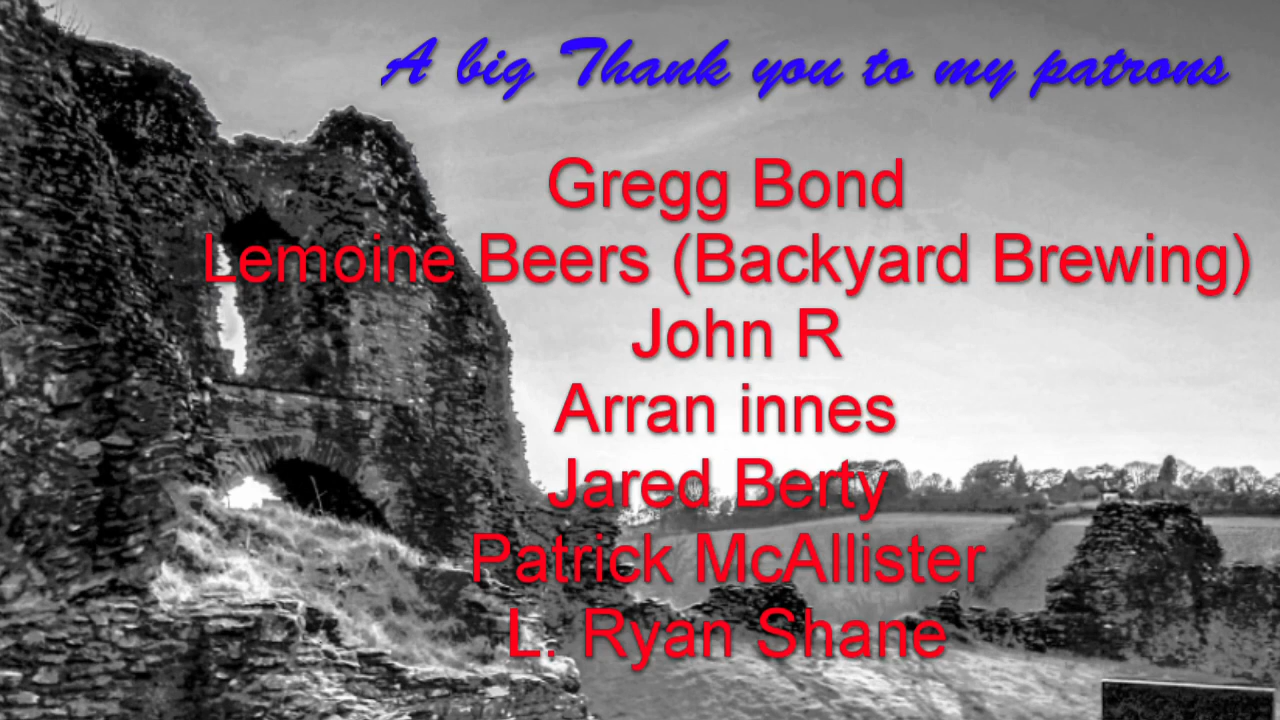 A big Thank you to my patrons
Gregg Bond
Lemoine Beers (Backyard Brewing)
John R
Arran innes
Jared Berty
Patrick McAllister
L. Ryan Shane